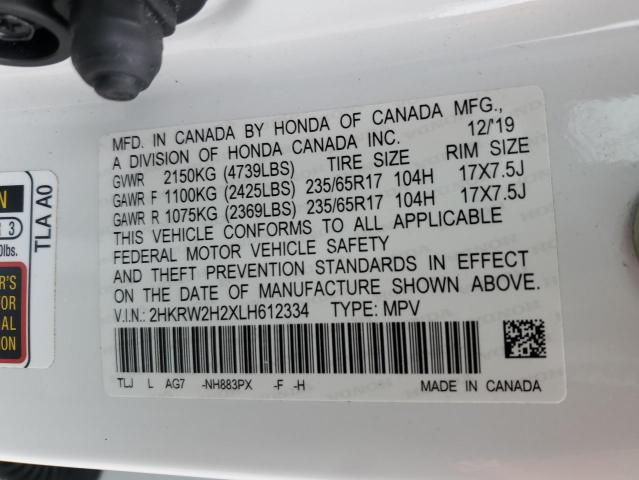 MFD. IN CANADA BY HONDA OF CANADA MFG.,
A DIVISION OF HONDA CANADA INC. 12/'19
GVWR 2150KG (4739LBS) TIRE SIZE RIM SIZE
GAWR F 1100KG (2425LBS) 235/65R17 104H 17X7.5J
GAWR R 1075KG (2369LBS) 235/65R17 104H 17X7.5J
THIS VEHICLE CONFORMS TO ALL APPLICABLE
FEDERAL MOTOR VEHICLE SAFETY
AND THEFT PREVENTION STANDARDS IN EFFECT
ON THE DATE OF MANUFACTURE SHOWN ABOVE.
V.I.N.: 2HKRW2H2XLH612334 TYPE: MPV
TLJ L AG7 -NH883PX -F -H MADE IN CANADA
TLA A0
3
lbs.